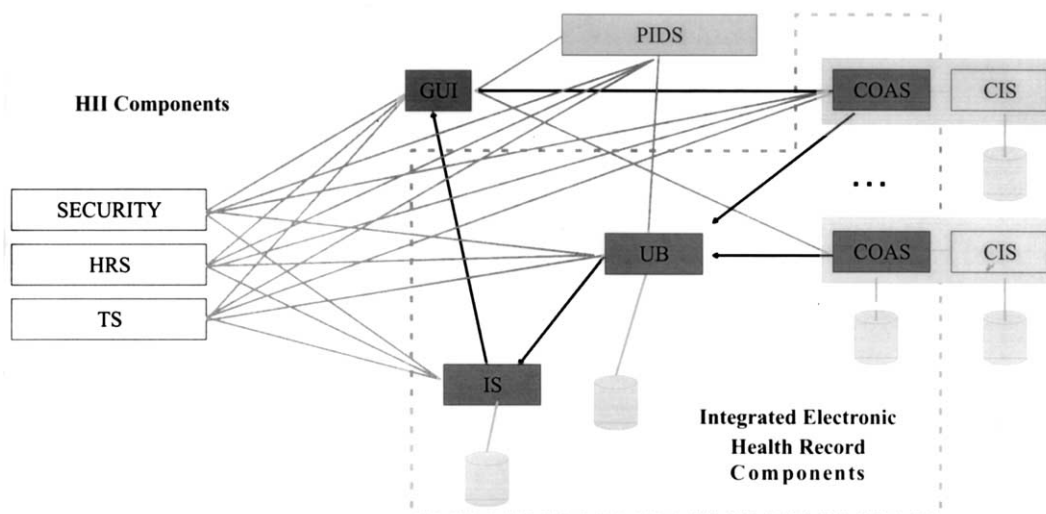 PIDS
GUI
COAS
CIS
HII Components
...
SECURITY
HRS
UB
COAS
CIS
TS
IS
Integrated Electronic
Health Record
Components